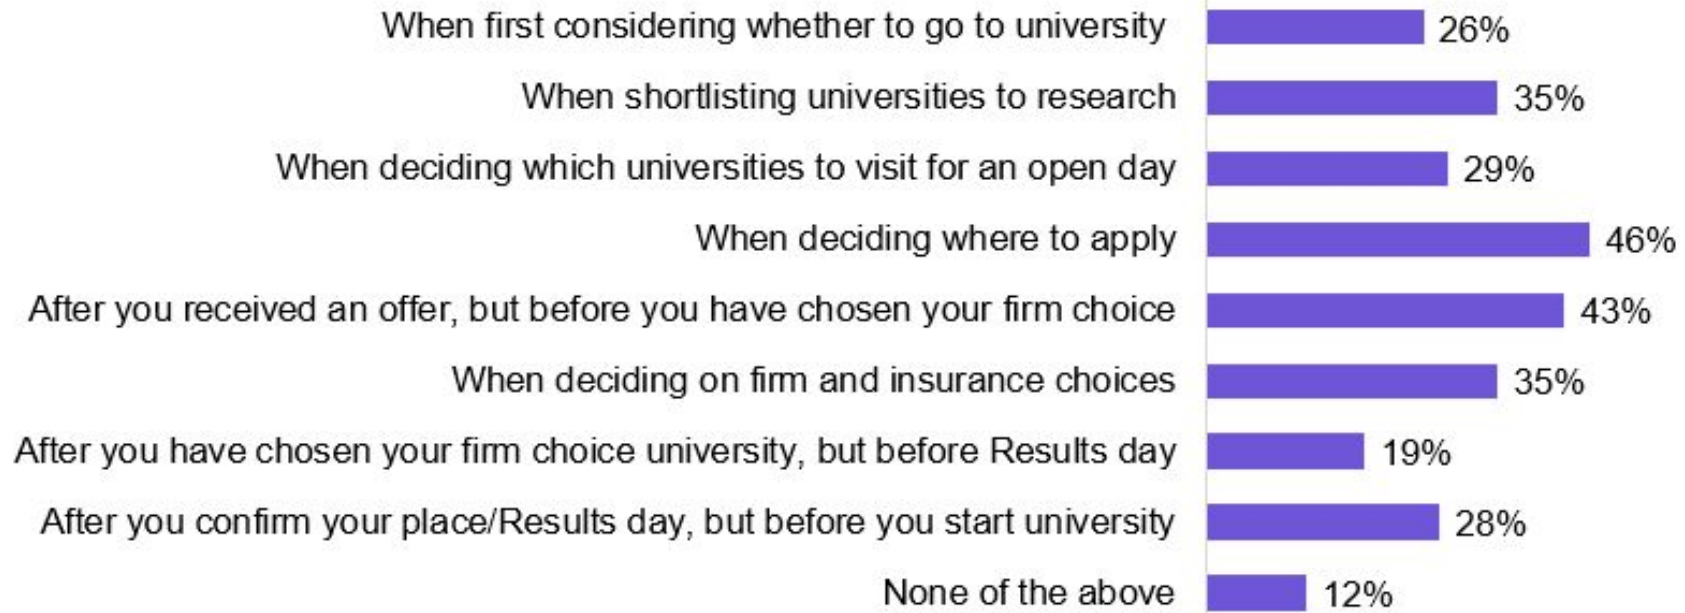 When first considering whether to go to university 26%
When shortlisting universities to research 35%
When deciding which universities to visit for an open day 29%
When deciding where to apply 46%
After you received an offer, but before you have chosen your firm choice 43%
When deciding on firm and insurance choices 35%
After you have chosen your firm choice university, but before Results day 19%
After you confirm your place/Results day, but before you start university 28%
None of the above 12%